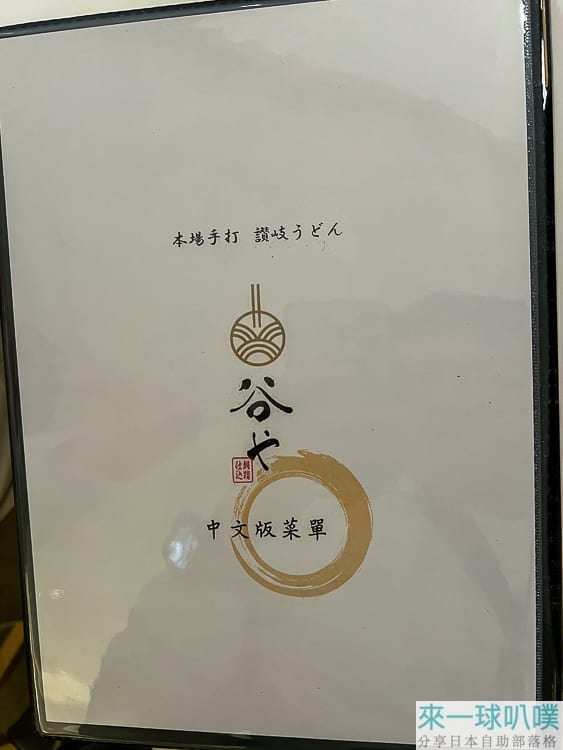 本場手打 讃岐うどん
谷や
中文版菜單
來一球叭噗
分享日本自助部落格